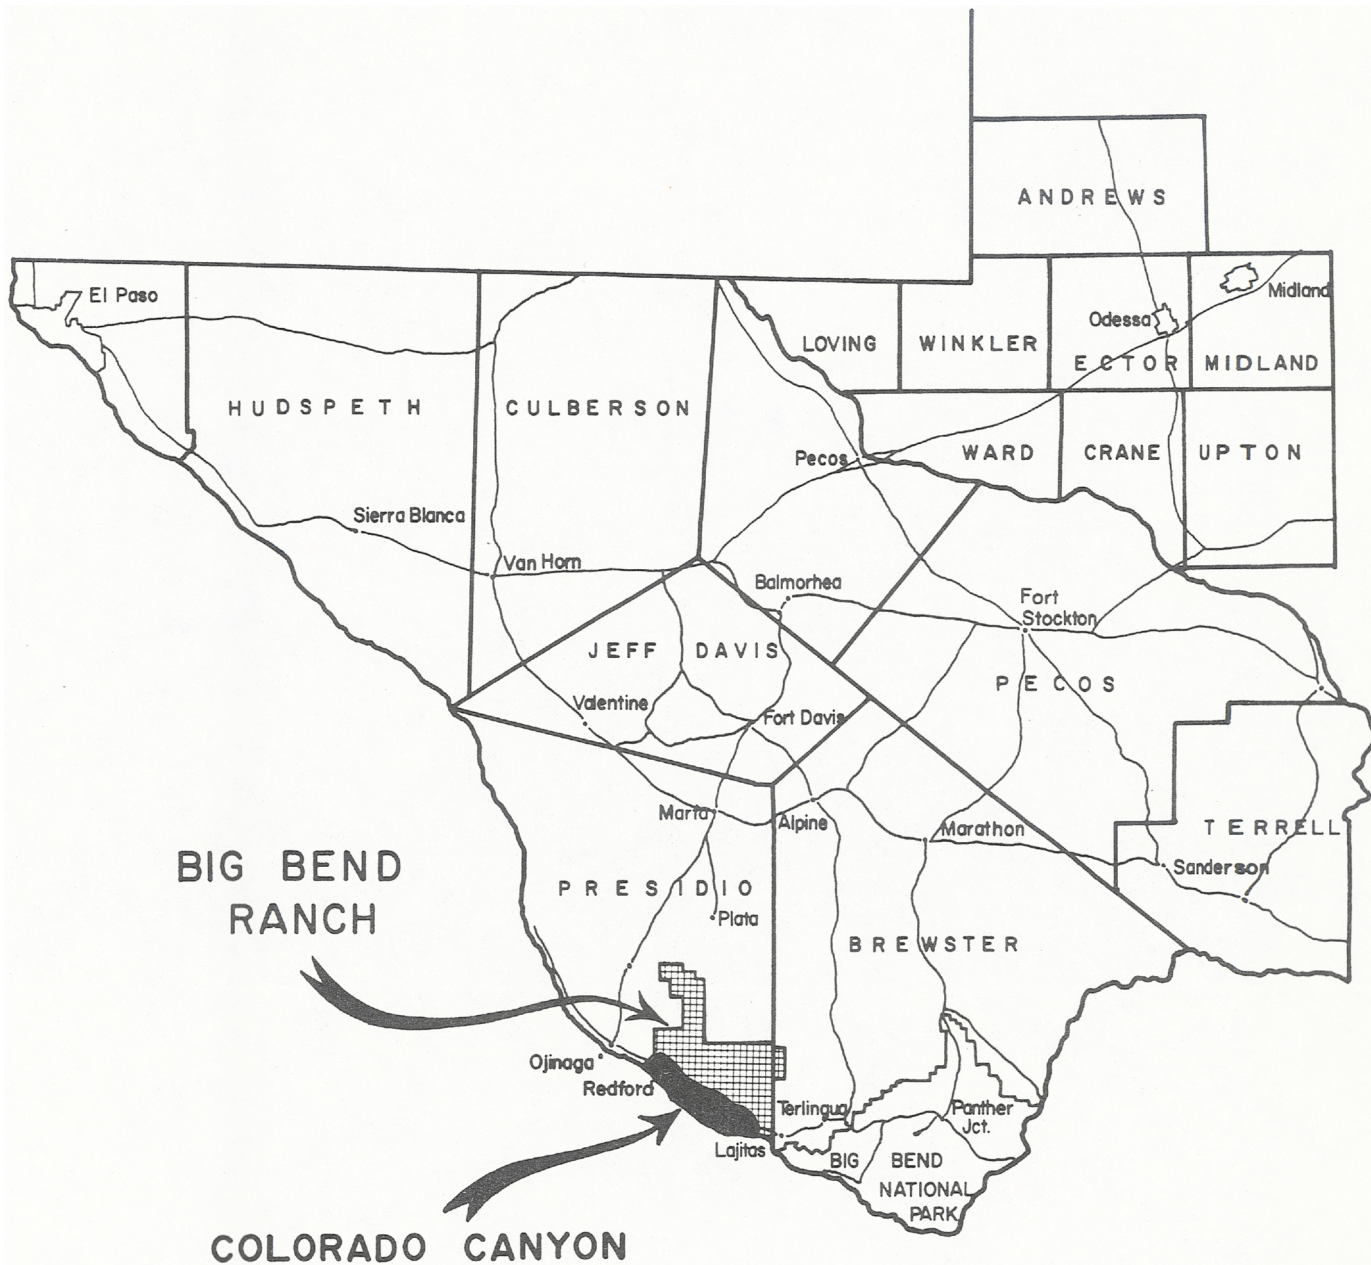 ANDREWS
El Paso
Midland
Odessa
LOVING
WINKLER
ECTOR
MIDLAND
HUDSPETH
CULBERSON
Pecos
WARD
CRANE
UPTON
Sierra Blanca
Van Horn
Balmorhea
Fort
Stockton
JEFF DAVIS
PECOS
Valentine
Fort Davis
Marfa
Alpine
Marathon
TERRELL
Sanderson
BIG BEND
RANCH
PRESIDIO
Plata
BREWSTER
Ojinaga
Redford
Terlingua
Panther
Jct.
Lajitas
BIG BEND
NATIONAL
PARK
COLORADO CANYON